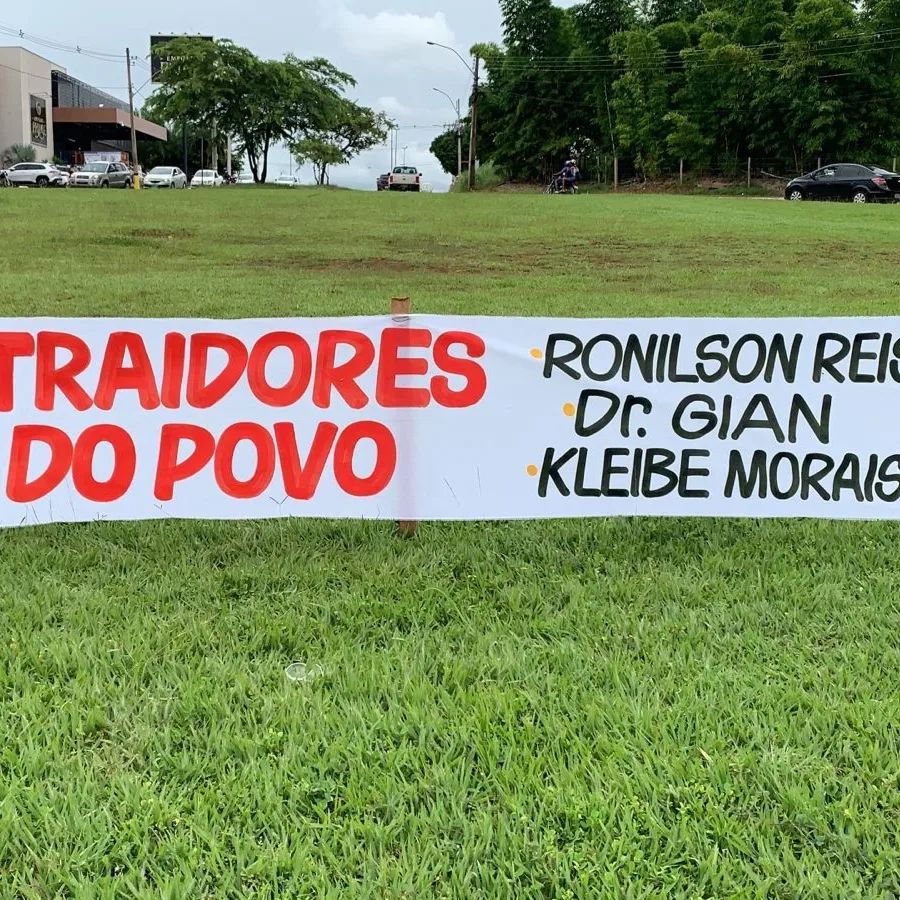 TRAIDORES
DO POVO
RONILSON REIS
Dr. GIAN
KLEIBE MORAIS